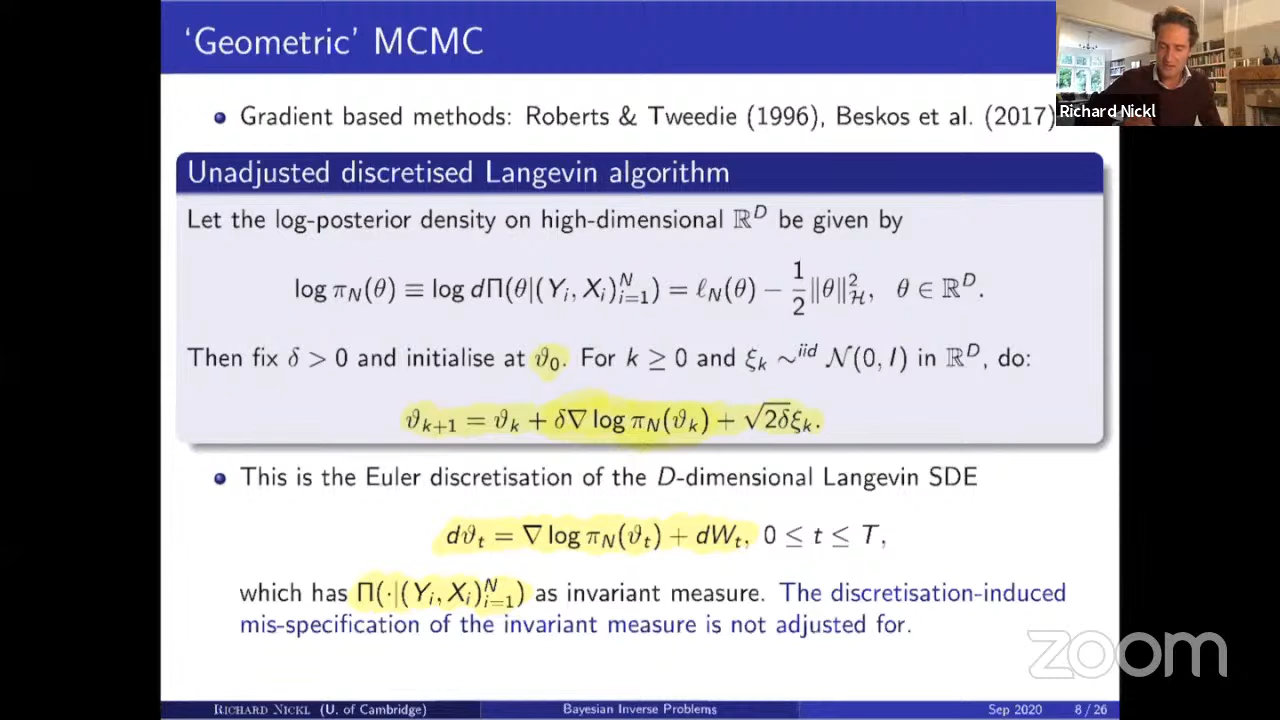 ‘Geometric’ MCMC
Richard Nickl
• Gradient based methods: Roberts & Tweedie (1996), Beskos et al. (2017)
Unadjusted discretised Langevin algorithm
Let the log-posterior density on high-dimensional ℝ^D be given by
log π_N(θ) ≡ log dΠ(θ|(Y_i, X_i)_{i=1}^N) = ℓ_N(θ) − 1/2 ‖θ‖²_ℋ, θ ∈ ℝ^D.
Then fix δ > 0 and initialise at ϑ_0. For k ≥ 0 and ξ_k ∼^{iid} 𝒩(0, I) in ℝ^D, do:
ϑ_{k+1} = ϑ_k + δ∇ log π_N(ϑ_k) + √2δ ξ_k.
• This is the Euler discretisation of the D-dimensional Langevin SDE
dϑ_t = ∇ log π_N(ϑ_t) + dW_t, 0 ≤ t ≤ T,
which has Π(·|(Y_i, X_i)_{i=1}^N) as invariant measure. The discretisation-induced
mis-specification of the invariant measure is not adjusted for.
zoom
Richard Nickl (U. of Cambridge) Bayesian Inverse Problems Sep 2020 8 / 26